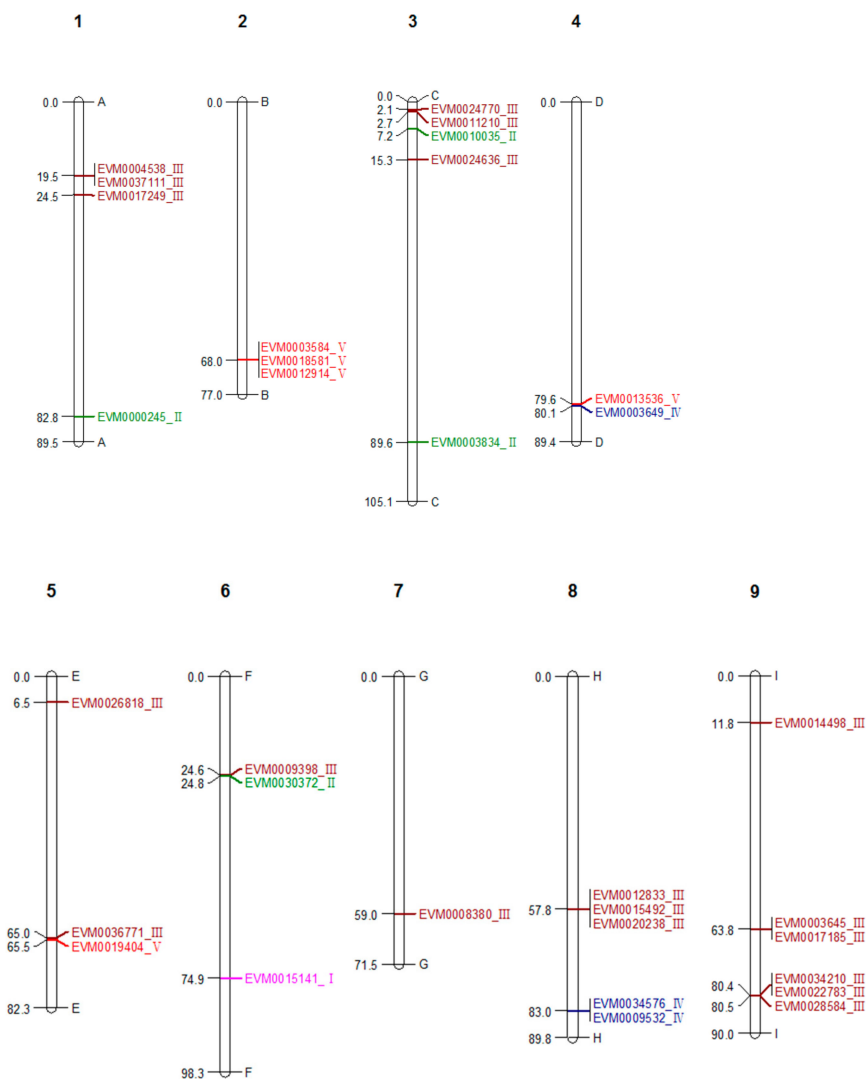 1 2 3 4
0.0 A
19.5 EVM0004538_III
EVM0037111_III
24.5 EVM0017249_III
82.8 EVM0000245_II
89.5 A
0.0 B
68.0 EVM0003584_V
EVM0018581_V
EVM0012914_V
77.0 B
0.0 C
2.1 EVM0024770_III
2.7 EVM0011210_III
7.2 EVM0010035_II
15.3 EVM0024636_III
89.6 EVM0003834_II
105.1 C
0.0 D
79.6 EVM0013536_V
80.1 EVM0003649_IV
89.4 D
5 6 7 8 9
0.0 E
6.5 EVM0026818_III
65.0 EVM0036771_III
65.5 EVM0019404_V
82.3 E
0.0 F
24.6 EVM0009398_III
24.8 EVM0030372_II
74.9 EVM0015141_I
98.3 F
0.0 G
59.0 EVM0008380_III
71.5 G
0.0 H
EVM0012833_III
57.8 EVM0015492_III
EVM0020238_III
83.0 EVM0034576_IV
EVM0009532_IV
89.8 H
0.0 I
11.8 EVM0014498_III
63.8 EVM0003645_III
EVM0017185_III
80.4 EVM0034210_III
EVM0022783_III
80.5 EVM0028584_III
90.0 I